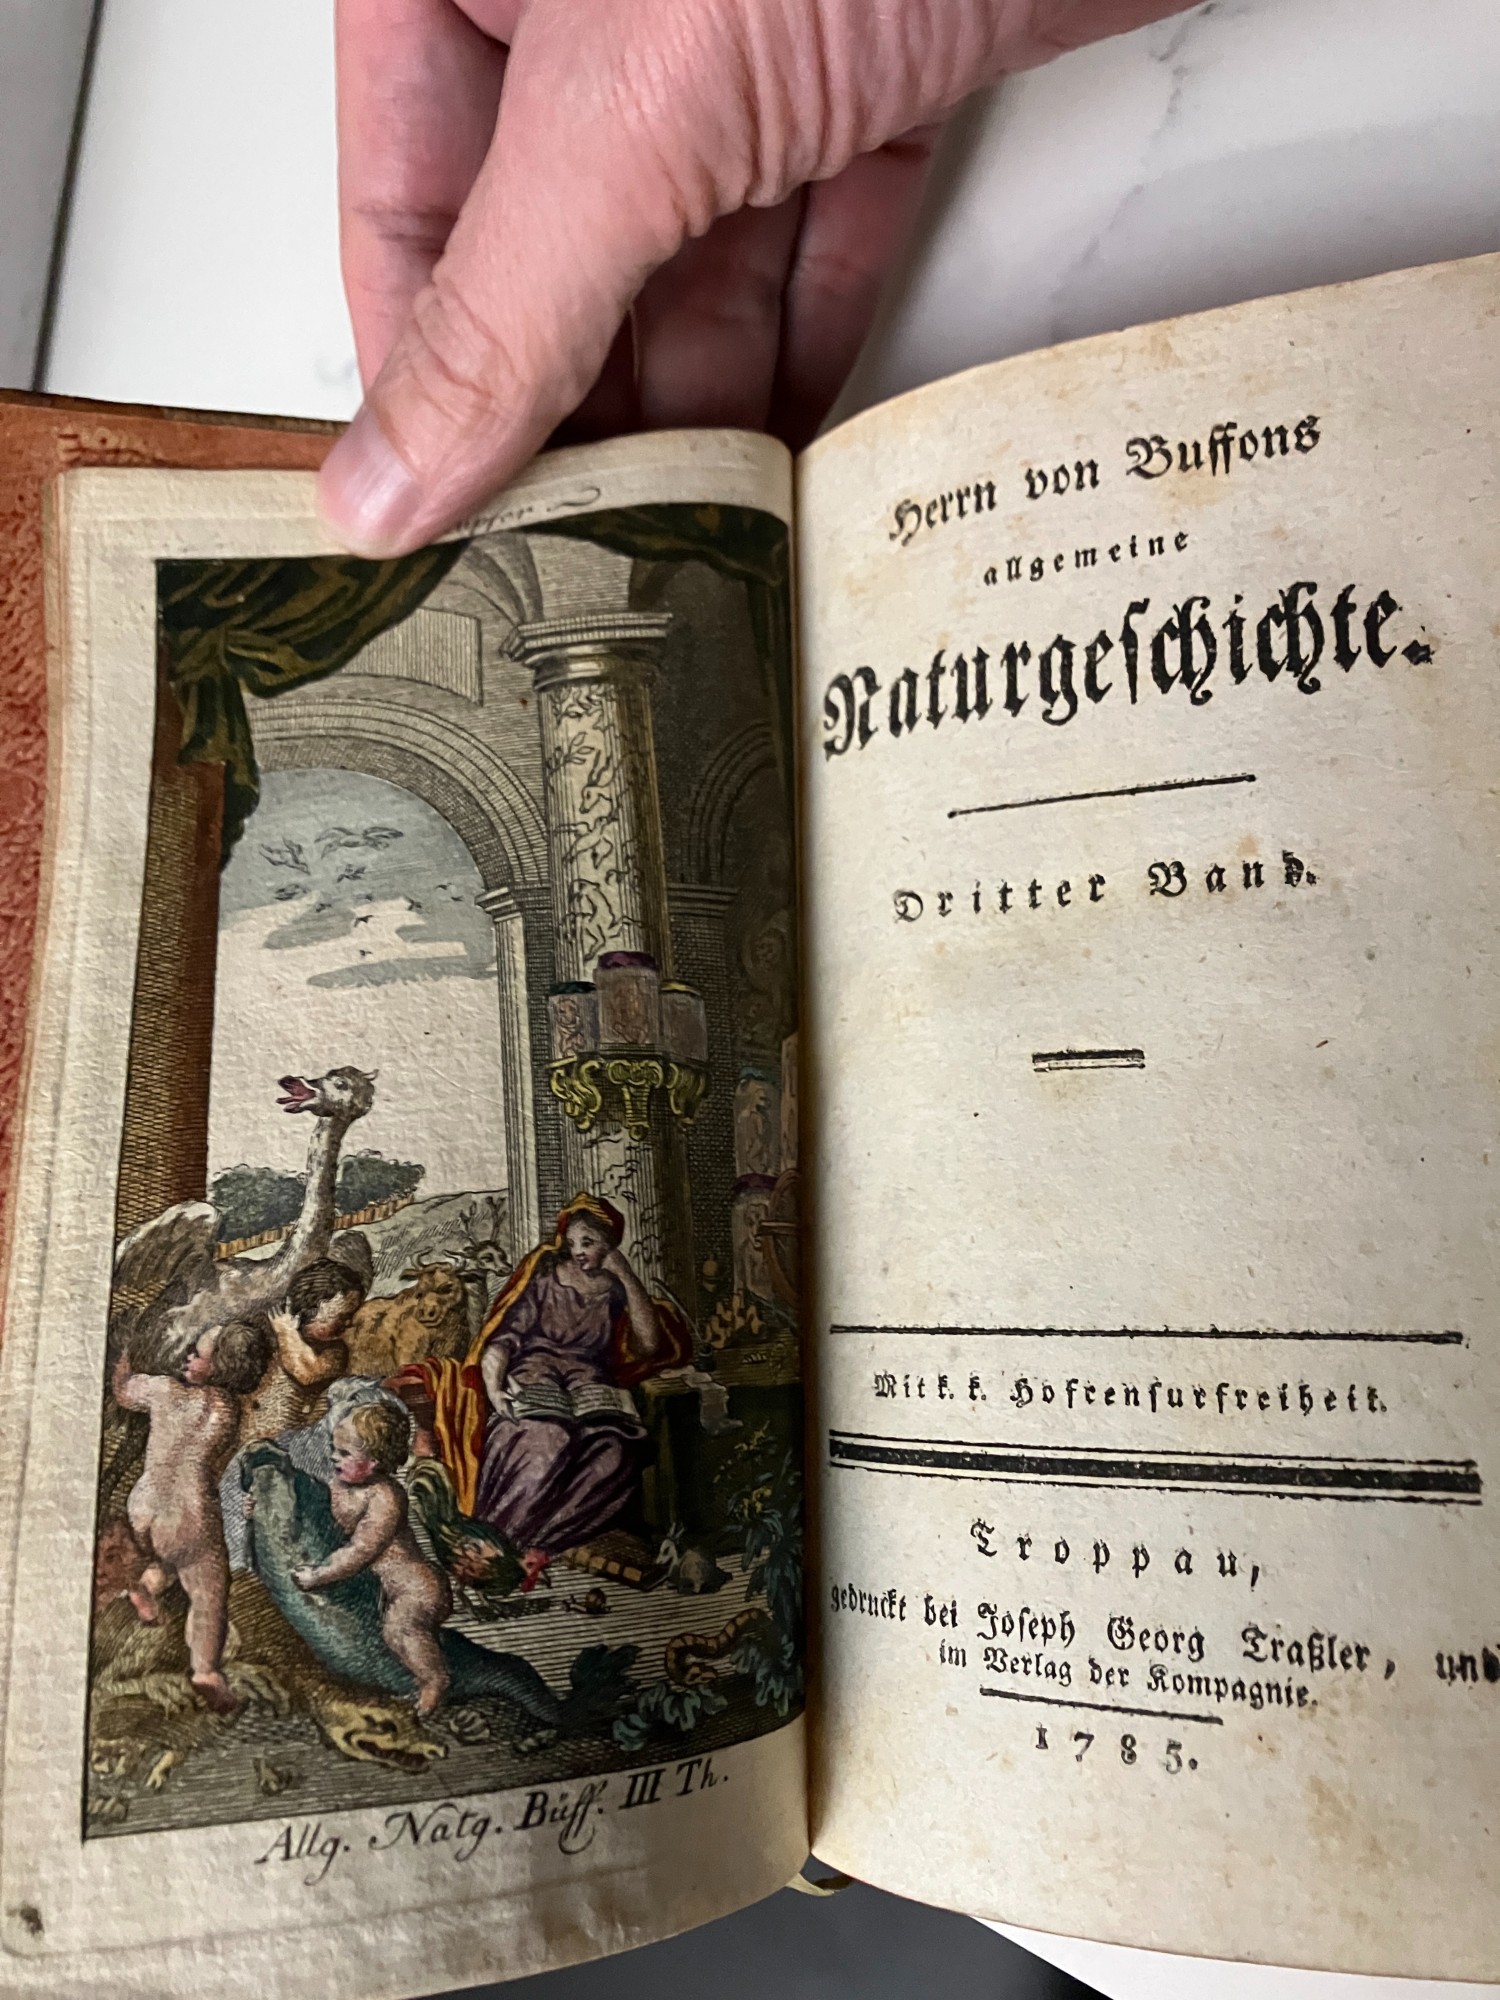 Allg. Natg. Büff. III Th.
Herrn von Buffons
allgemeine
Naturgeſchichte.
Dritter Band.
Mit k. k. Hofcenſurfreiheit.
Troppau,
gedruckt bei Joſeph Georg Traßler, und
im Verlag der Kompagnie.
1785.